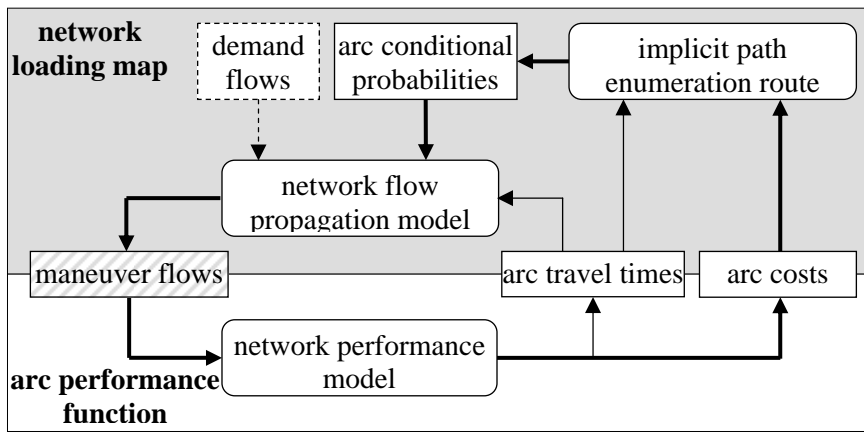 network
loading map
demand
flows
arc conditional
probabilities
implicit path
enumeration route
network flow
propagation model
maneuver flows
arc travel times
arc costs
network performance
model
arc performance
function